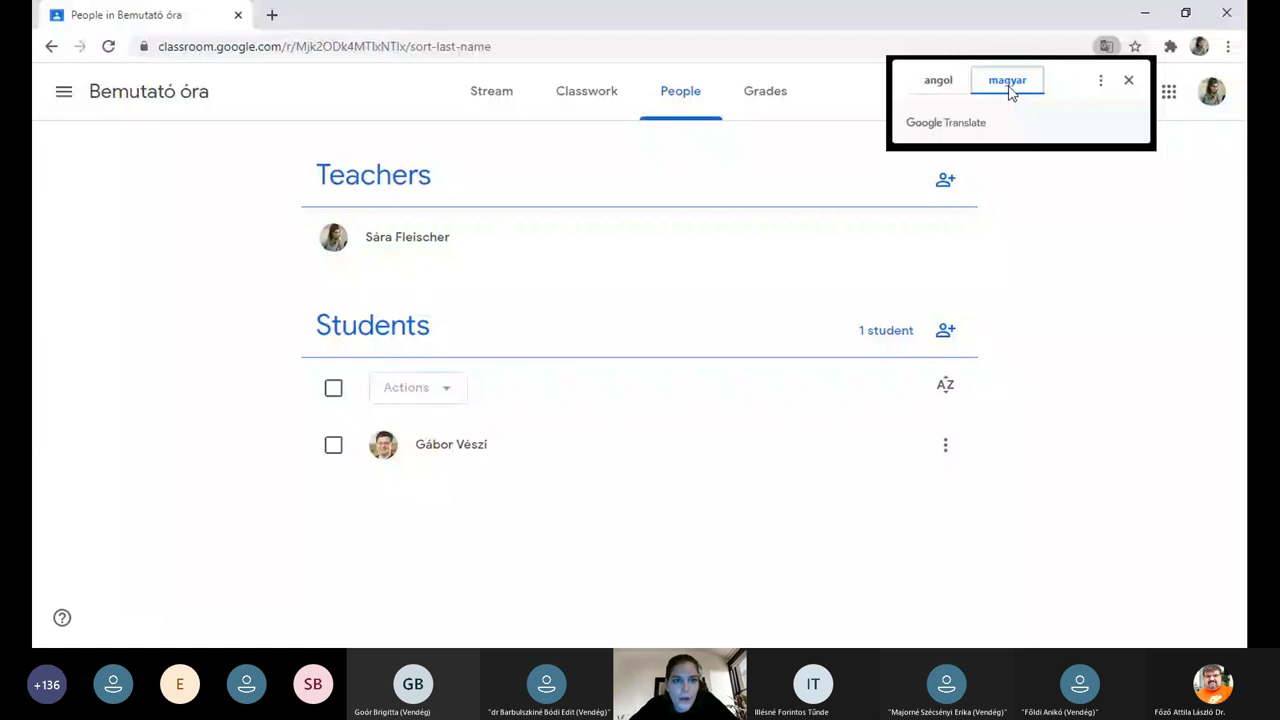 People in Bemutató óra
classroom.google.com/r/Mjk2ODk4MTIxNTIx/sort-last-name
Bemutató óra
Stream
Classwork
People
Grades
angol
magyar
Google Translate
Teachers
Sára Fleischer
Students
1 student
Actions
AZ
Gábor Vészi
+136
E
SB
GB
IT
Goór Brigitta (Vendég)
"dr Barbulszkiné Bódi Edit (Vendég)"
Illésné Forintos Tünde
"Majorné Szécsényi Erika (Vendég)"
"Földi Anikó (Vendég)"
Főző Attila László Dr.